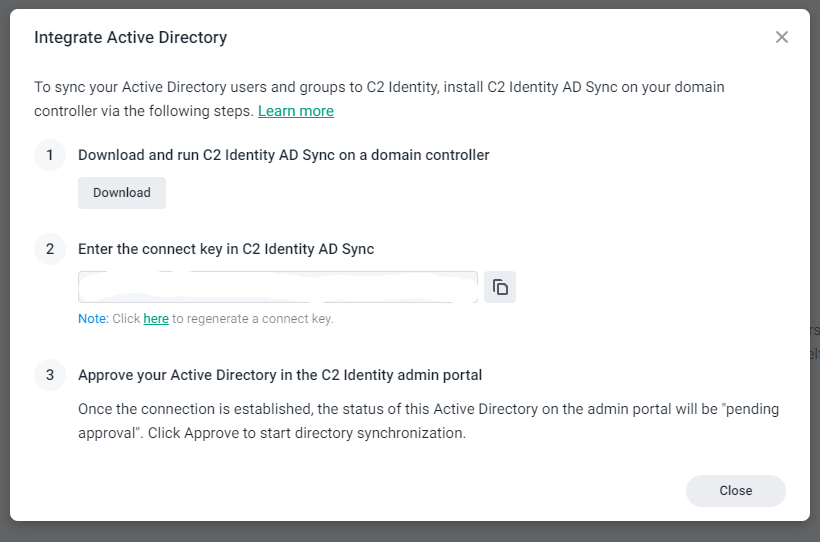 Integrate Active Directory
To sync your Active Directory users and groups to C2 Identity, install C2 Identity AD Sync on your domain
controller via the following steps. Learn more
1 Download and run C2 Identity AD Sync on a domain controller
Download
2 Enter the connect key in C2 Identity AD Sync
Note: Click here to regenerate a connect key.
3 Approve your Active Directory in the C2 Identity admin portal
Once the connection is established, the status of this Active Directory on the admin portal will be "pending
approval". Click Approve to start directory synchronization.
Close